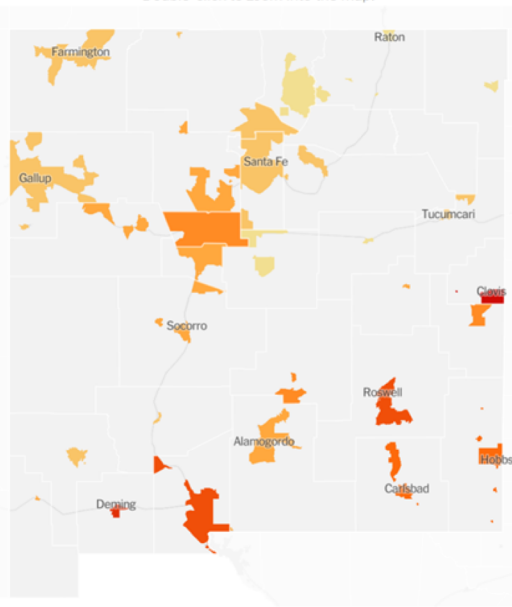 Raton
Farmington
Santa Fe
Gallup
Tucumcari
Clovis
Socorro
Roswell
Alamogordo
Hobbs
Carlsbad
Deming